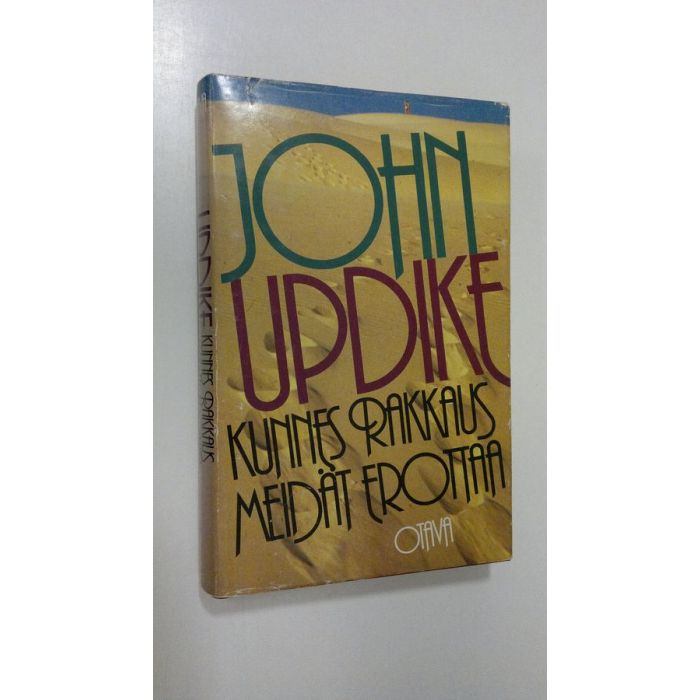 JOHN
UPDIKE
KUNNES RAKKAUS
MEIDÄT EROTTAA
OTAVA
UPDIKE KUNNES RAKKAUS